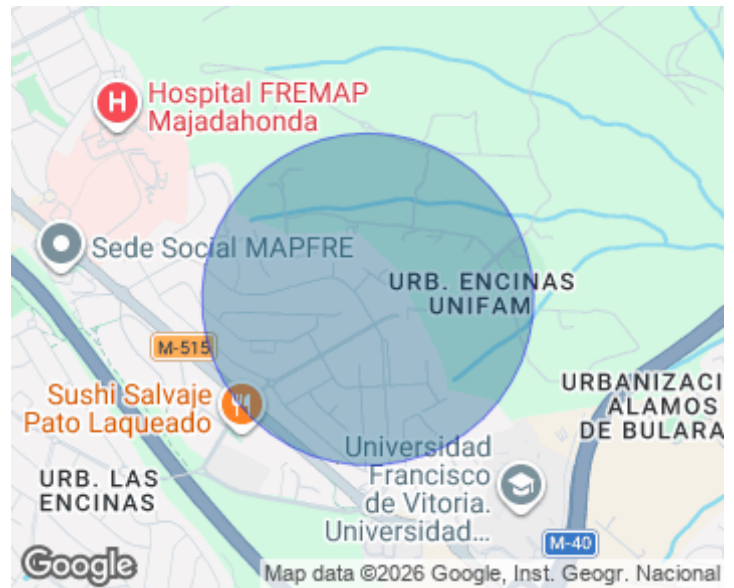 H
Hospital FREMAP
Majadahonda
Sede Social MAPFRE
URB. ENCINAS
UNIFAM
M-515
Sushi Salvaje
Pato Laqueado
URBANIZACI
ALAMOS
DE BULARA
Universidad
Francisco
de Vitoria.
Universidad...
URB. LAS
ENCINAS
M-40
Google
Map data ©2026 Google, Inst. Geogr. Nacional